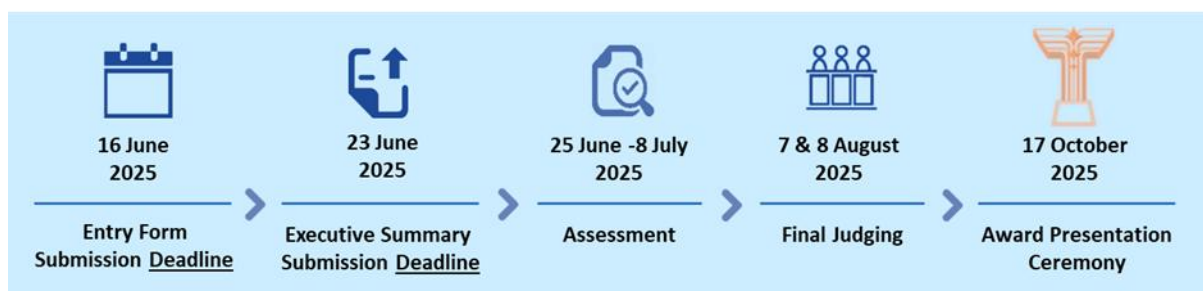 16 June
2025
Entry Form
Submission Deadline
23 June
2025
Executive Summary
Submission Deadline
25 June -8 July
2025
Assessment
7 & 8 August
2025
Final Judging
17 October
2025
Award Presentation
Ceremony